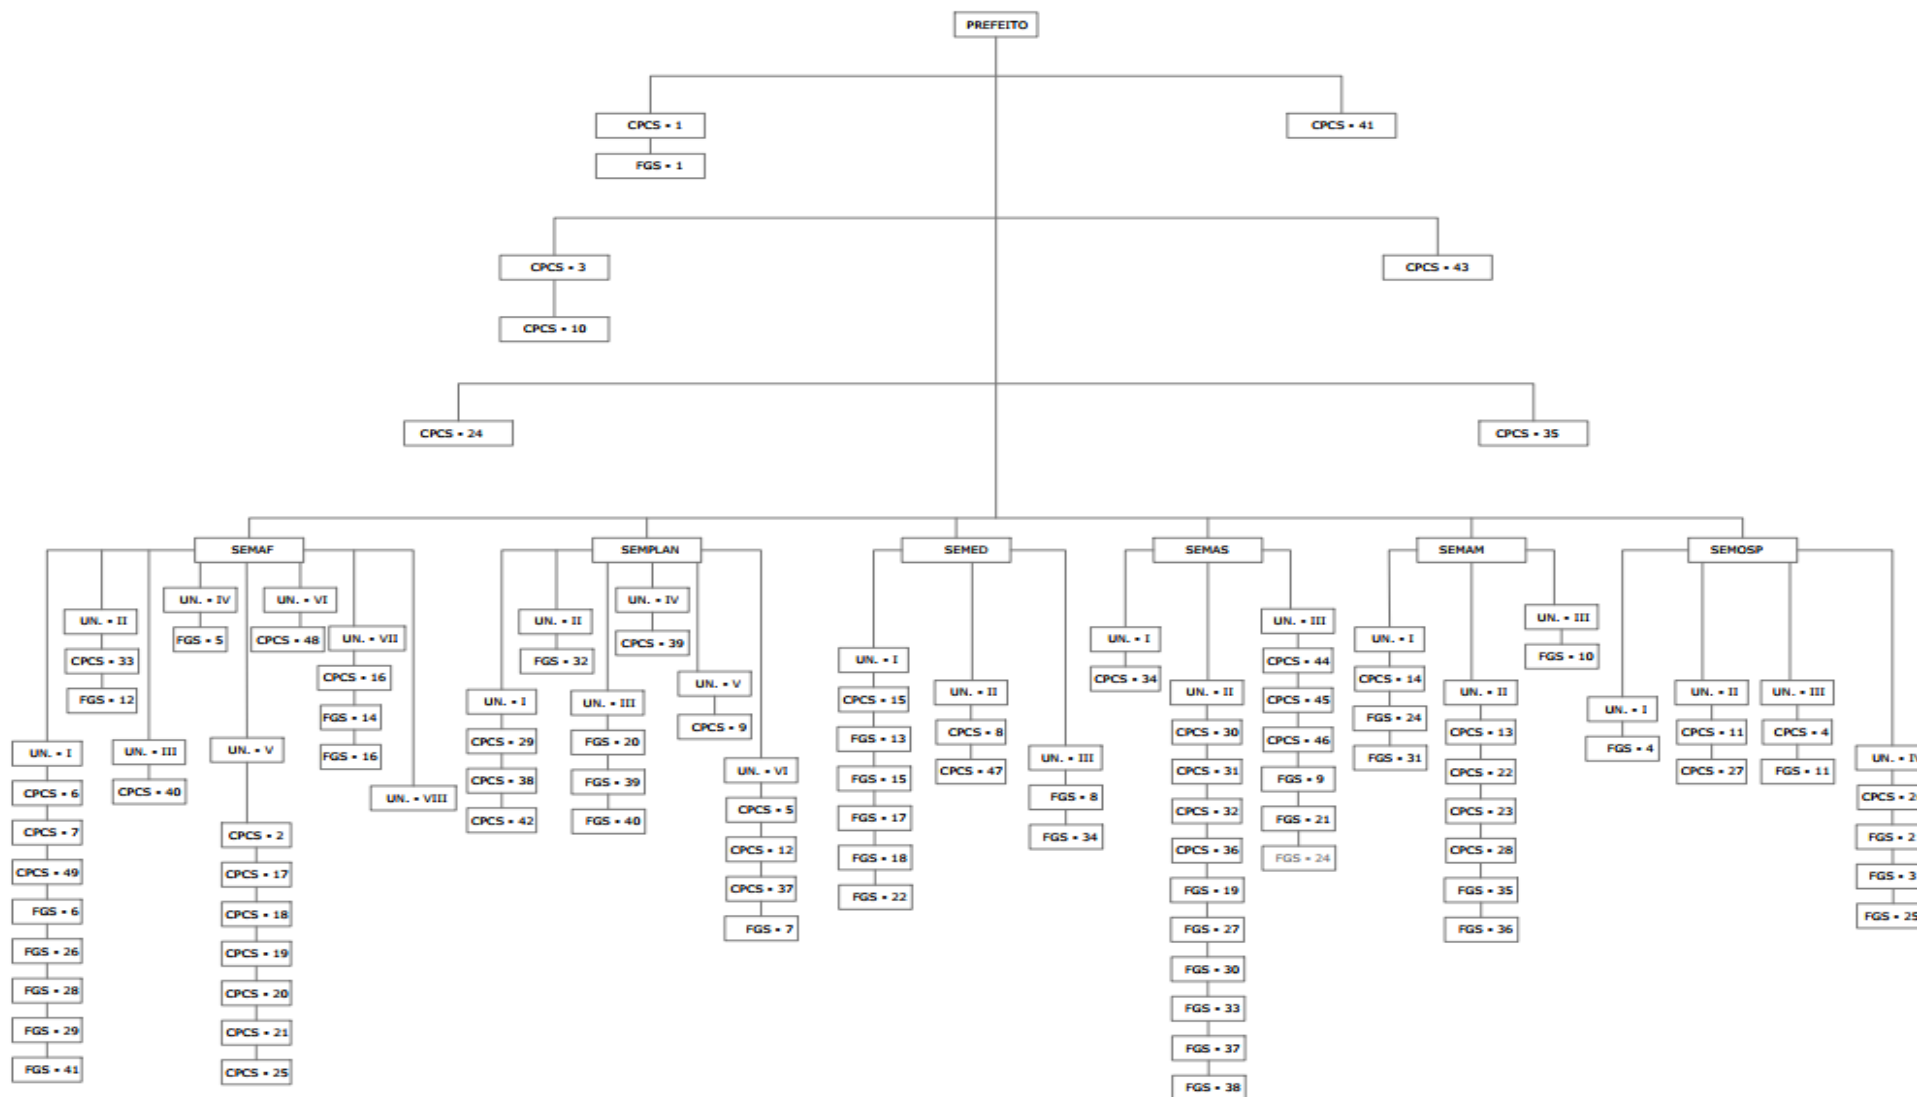 PREFEITO
CPCS - 1
CPCS - 41
FGS - 1
CPCS - 3
CPCS - 43
CPCS - 10
CPCS - 24
CPCS - 35
SEMAF
UN. - I
CPCS - 6
CPCS - 7
CPCS - 49
FGS - 6
FGS - 26
FGS - 28
FGS - 29
FGS - 41
UN. - II
CPCS - 33
FGS - 12
UN. - III
CPCS - 40
UN. - IV
FGS - 5
UN. - V
CPCS - 2
CPCS - 17
CPCS - 18
CPCS - 19
CPCS - 20
CPCS - 21
CPCS - 25
UN. - VI
CPCS - 48
UN. - VII
CPCS - 16
FGS - 14
FGS - 16
UN. - VIII
SEMPLAN
UN. - I
CPCS - 29
CPCS - 38
CPCS - 42
UN. - II
FGS - 32
UN. - III
FGS - 20
FGS - 39
FGS - 40
UN. - IV
CPCS - 39
UN. - V
CPCS - 9
UN. - VI
CPCS - 5
CPCS - 12
CPCS - 37
FGS - 7
SEMED
UN. - I
CPCS - 15
FGS - 13
FGS - 15
FGS - 17
FGS - 18
FGS - 22
UN. - II
CPCS - 8
CPCS - 47
UN. - III
FGS - 8
FGS - 34
SEMAS
UN. - I
CPCS - 34
UN. - II
CPCS - 30
CPCS - 31
CPCS - 32
CPCS - 36
FGS - 19
FGS - 27
FGS - 30
FGS - 33
FGS - 37
FGS - 38
UN. - III
CPCS - 44
CPCS - 45
CPCS - 46
FGS - 9
FGS - 21
FGS - 24
SEMAM
UN. - I
CPCS - 14
FGS - 24
FGS - 31
UN. - II
CPCS - 13
CPCS - 22
CPCS - 23
CPCS - 28
FGS - 35
FGS - 36
UN. - III
FGS - 10
SEMOSP
UN. - I
FGS - 4
UN. - II
CPCS - 11
CPCS - 27
UN. - III
CPCS - 4
FGS - 11
UN. -
CPCS -
FGS -
FGS -
FGS - 25